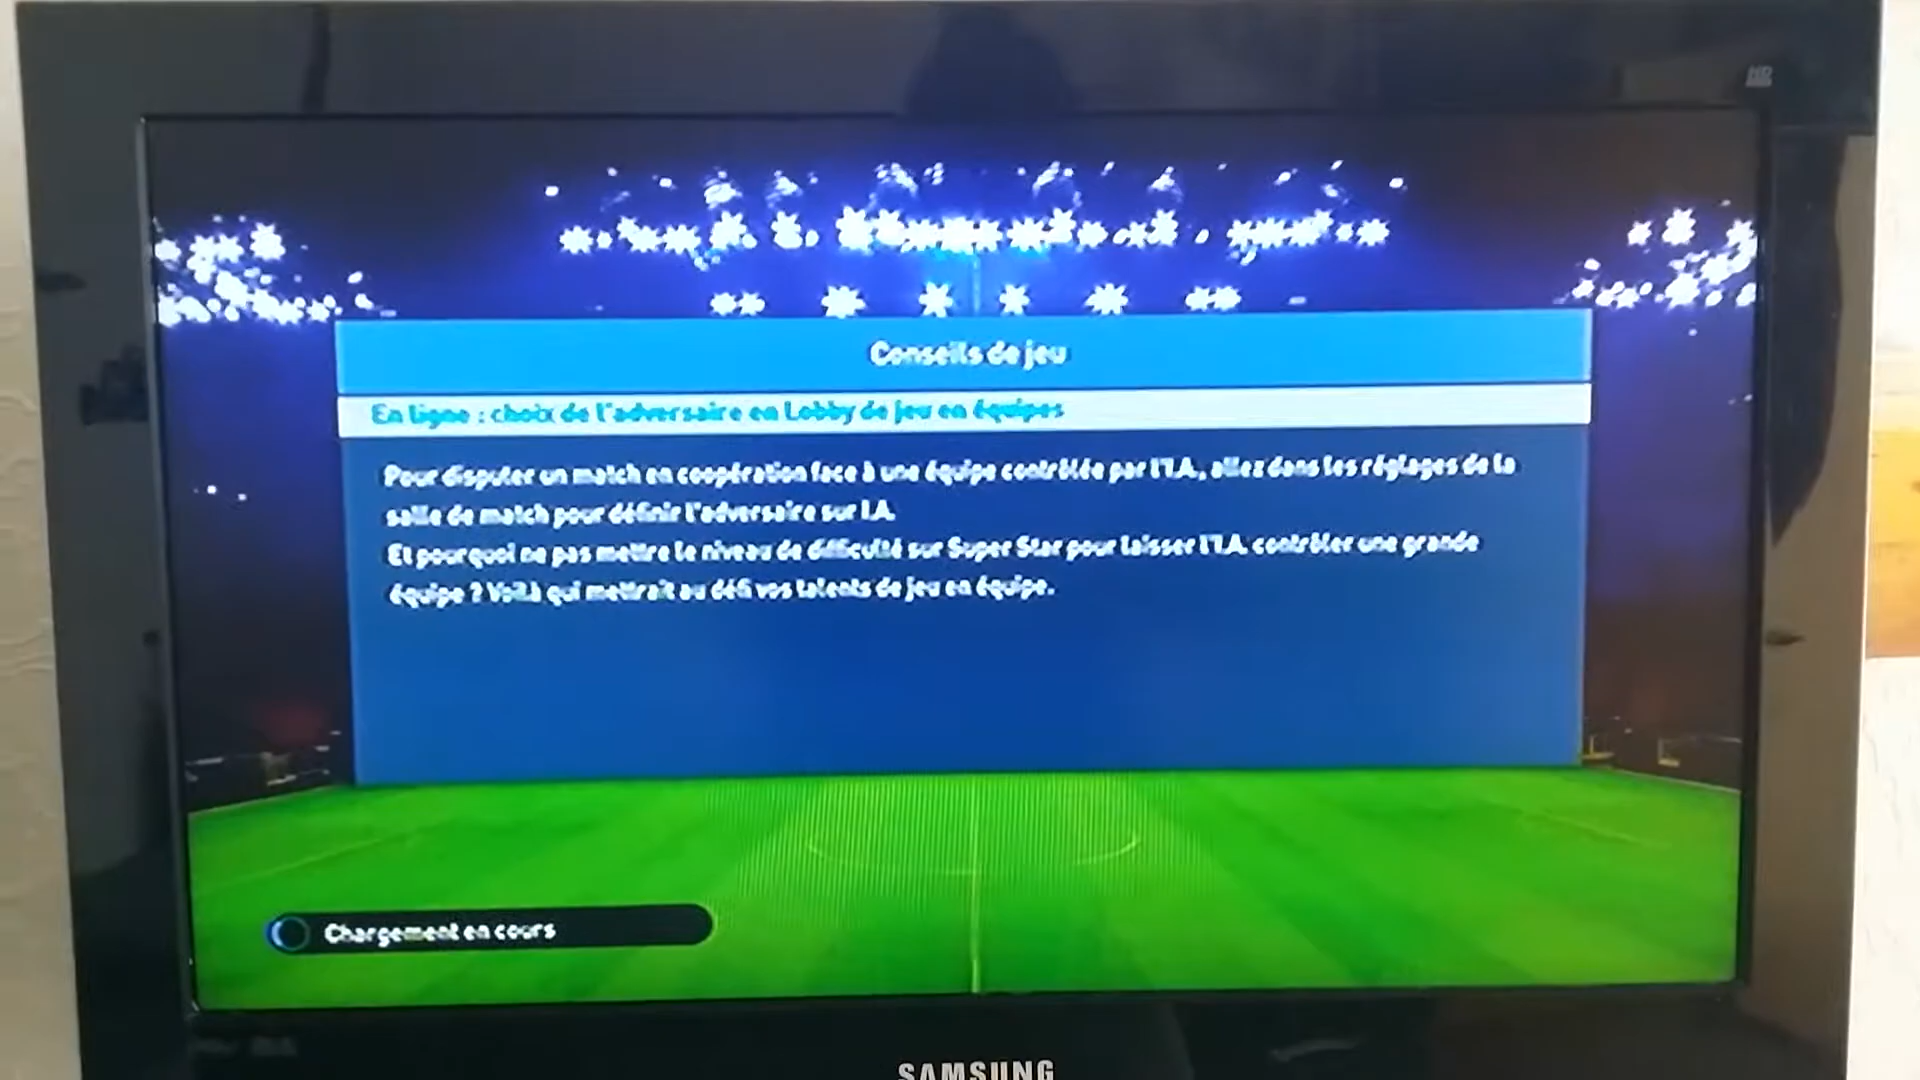 HD
Conseils de jeu
En ligne : choix de l'adversaire en Lobby de jeu en équipes
Pour disputer un match en coopération face à une équipe contrôlée par l'I.A., allez dans les réglages de la
salle de match pour définir l'adversaire sur I.A.
Et pourquoi ne pas mettre le niveau de difficulté sur Super Star pour laisser l'I.A. contrôler une grande
équipe ? Voilà qui mettrait au défi vos talents de jeu en équipe.
Chargement en cours
SAMSUNG